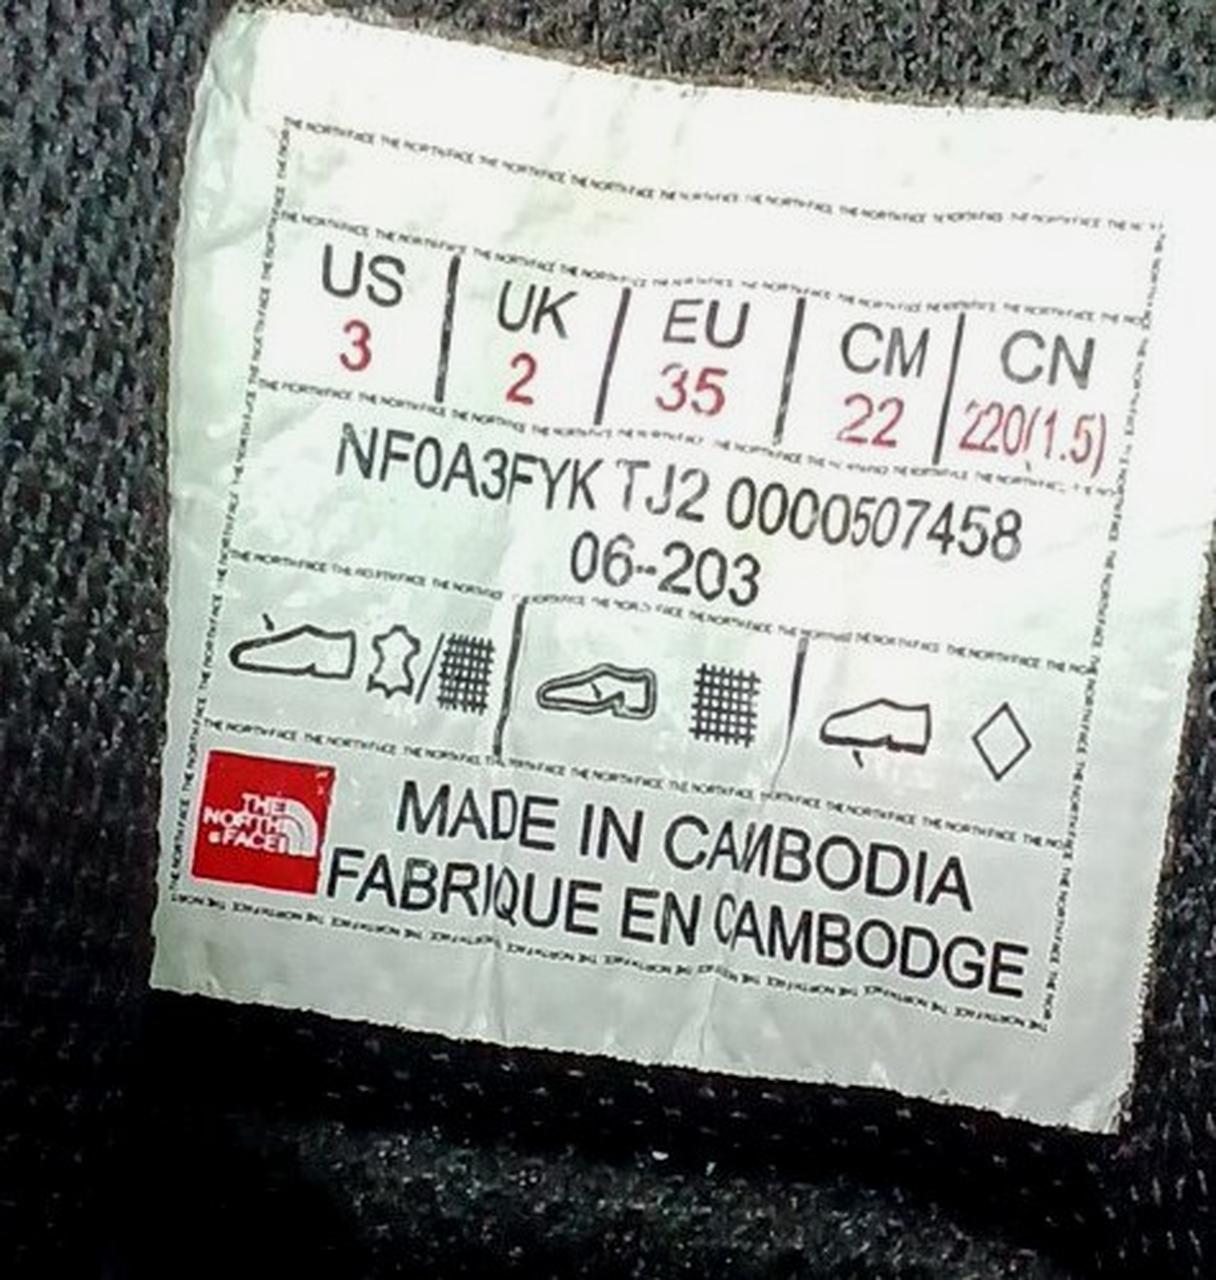 US UK EU CM CN
3 2 35 22 220(1.5)
NF0A3FYK TJ2 0000507458
06-203
THE
NORTH
FACE
MADE IN CAMBODIA
FABRIQUE EN CAMBODGE